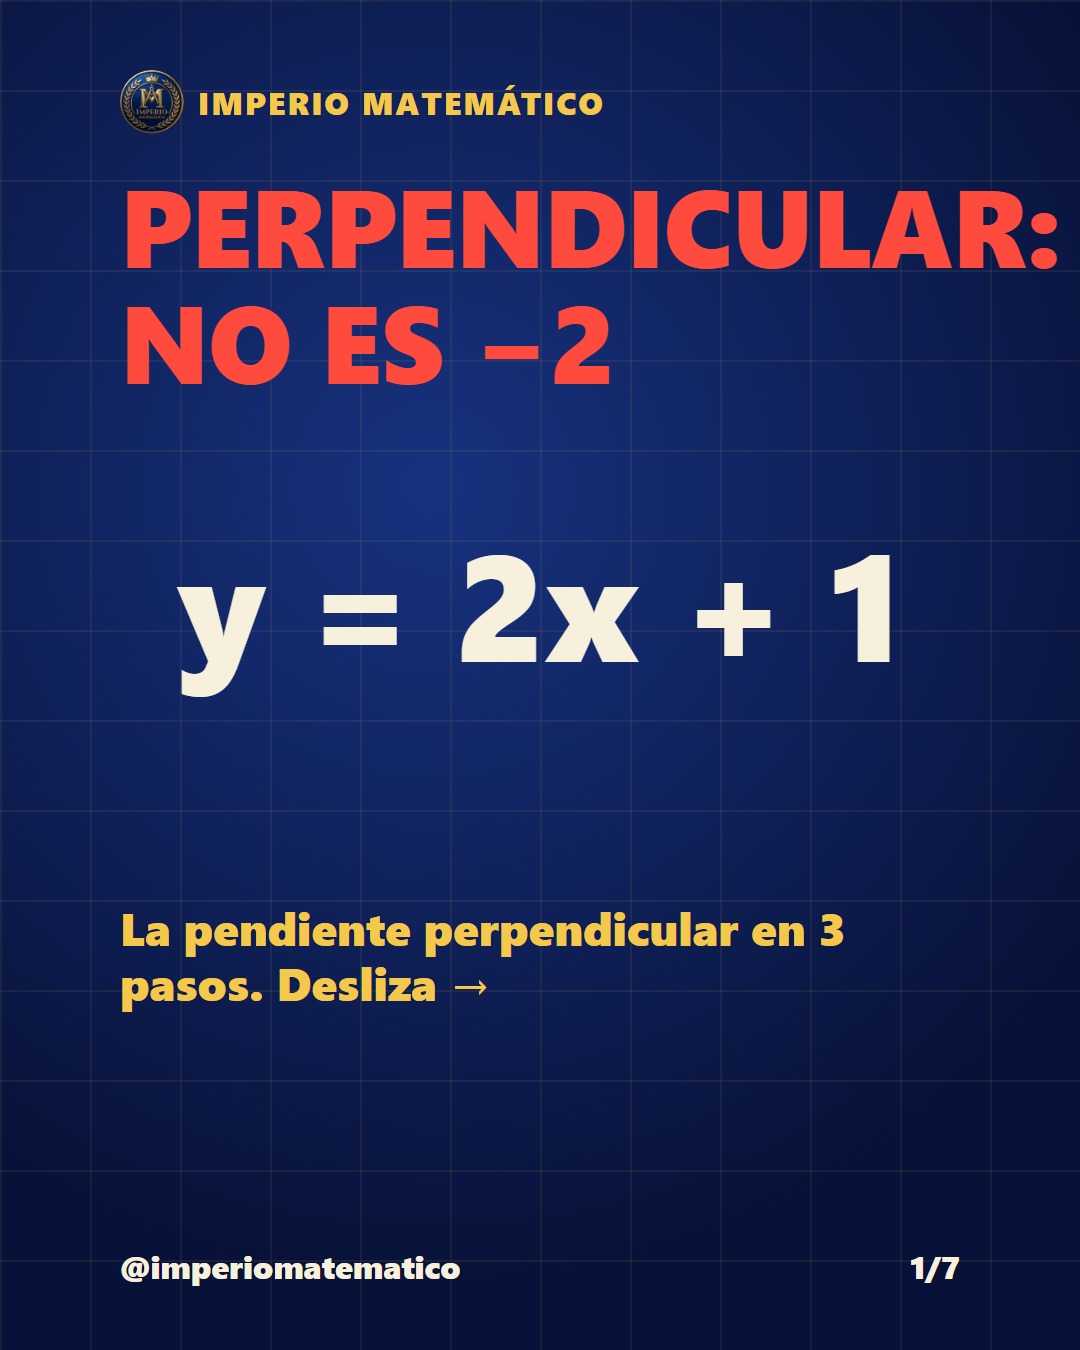 IMPERIO MATEMÁTICO
PERPENDICULAR:
NO ES −2
y = 2x + 1
La pendiente perpendicular en 3
pasos. Desliza →
@imperiomatematico
1/7